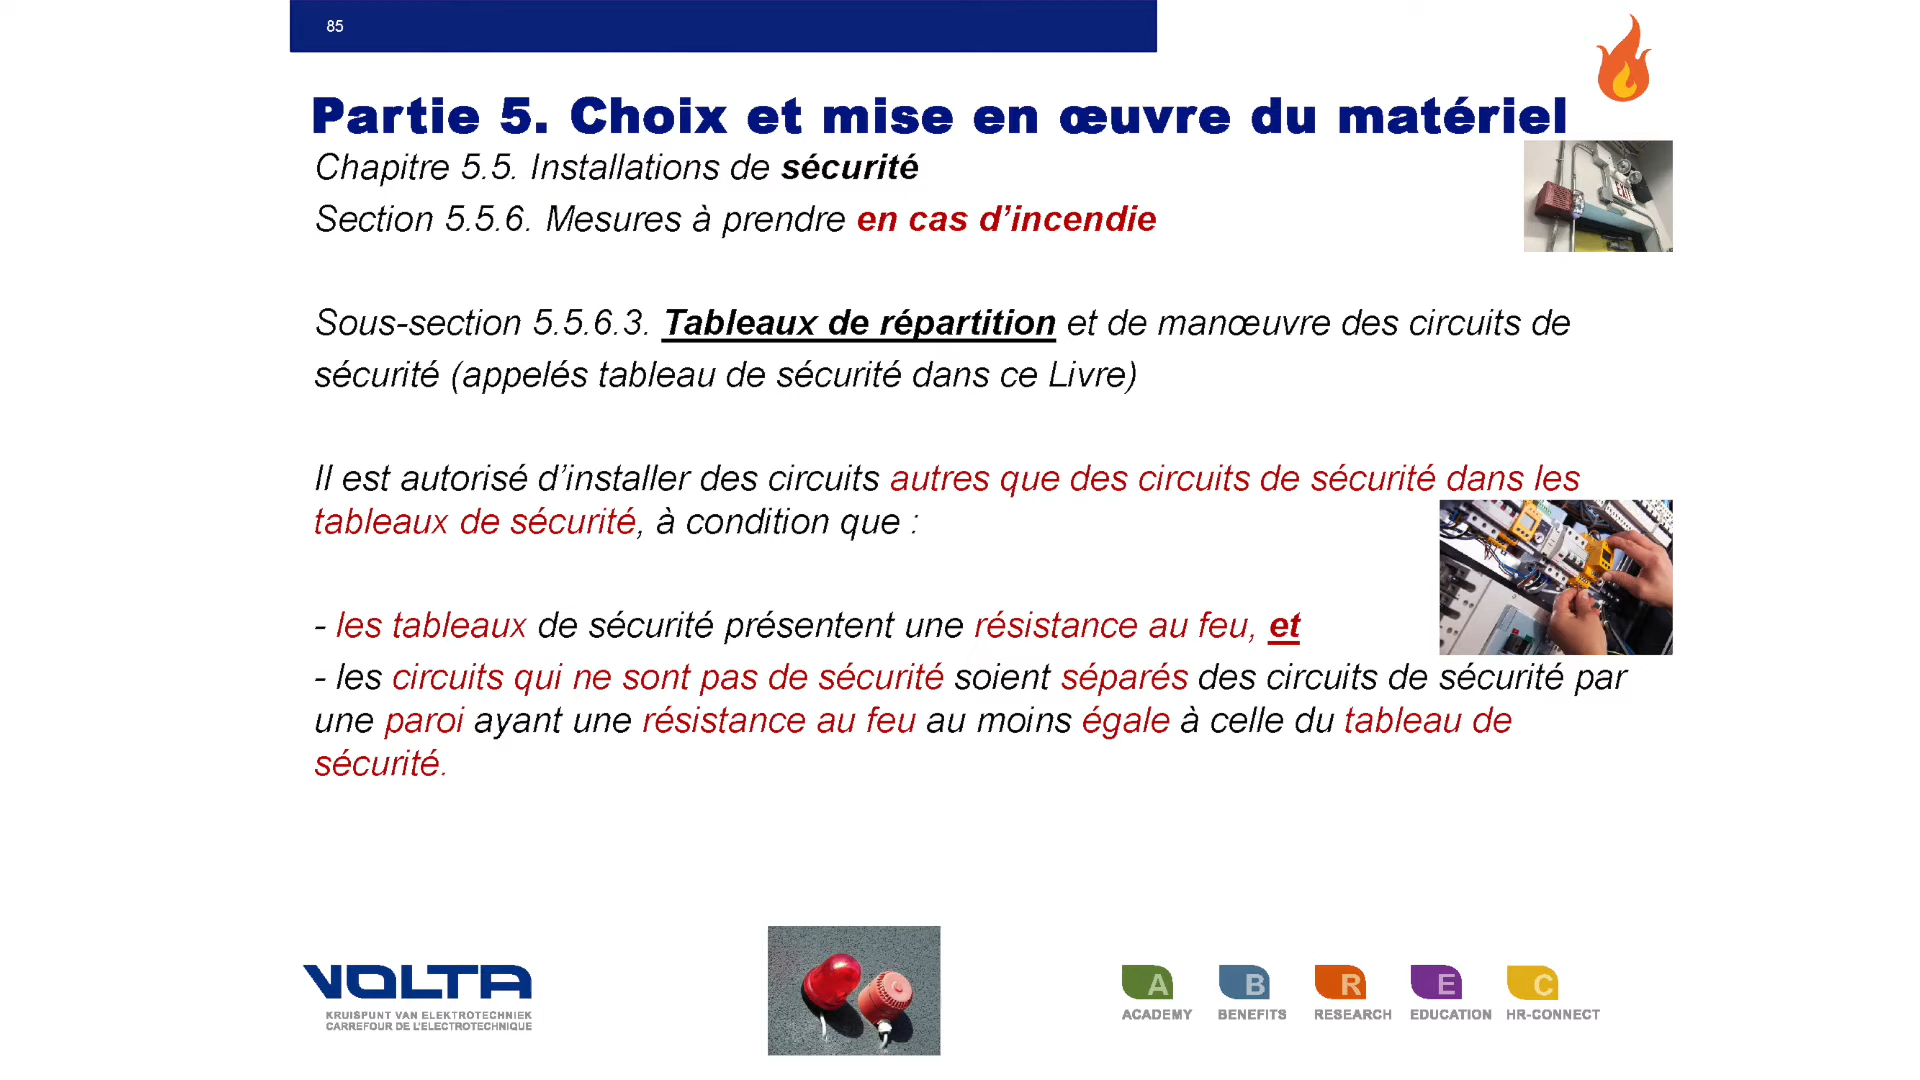 85
Partie 5. Choix et mise en œuvre du matériel
Chapitre 5.5. Installations de sécurité
Section 5.5.6. Mesures à prendre en cas d’incendie
Sous-section 5.5.6.3. Tableaux de répartition et de manœuvre des circuits de
sécurité (appelés tableau de sécurité dans ce Livre)
Il est autorisé d’installer des circuits autres que des circuits de sécurité dans les
tableaux de sécurité, à condition que :
- les tableaux de sécurité présentent une résistance au feu, et
- les circuits qui ne sont pas de sécurité soient séparés des circuits de sécurité par
une paroi ayant une résistance au feu au moins égale à celle du tableau de
sécurité.
VOLTA
KRUISPUNT VAN ELEKTROTECHNIEK
CARREFOUR DE L'ELECTROTECHNIQUE
A B R E C
ACADEMY BENEFITS RESEARCH EDUCATION HR-CONNECT